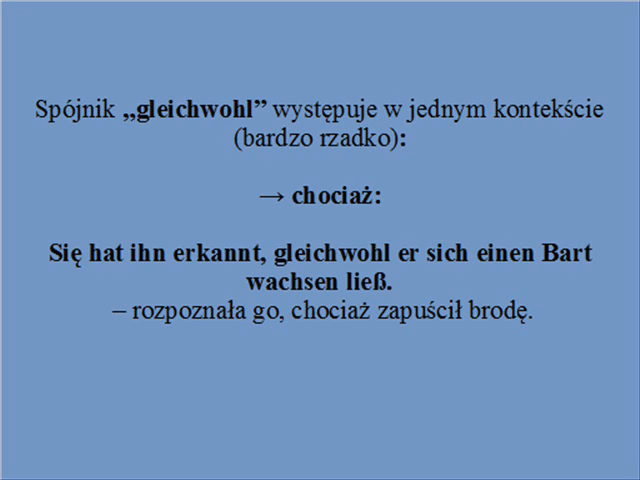 Spójnik „gleichwohl” występuje w jednym kontekście
(bardzo rzadko):
→ chociaż:
Się hat ihn erkannt, gleichwohl er sich einen Bart
wachsen ließ.
– rozpoznała go, chociaż zapuścił brodę.